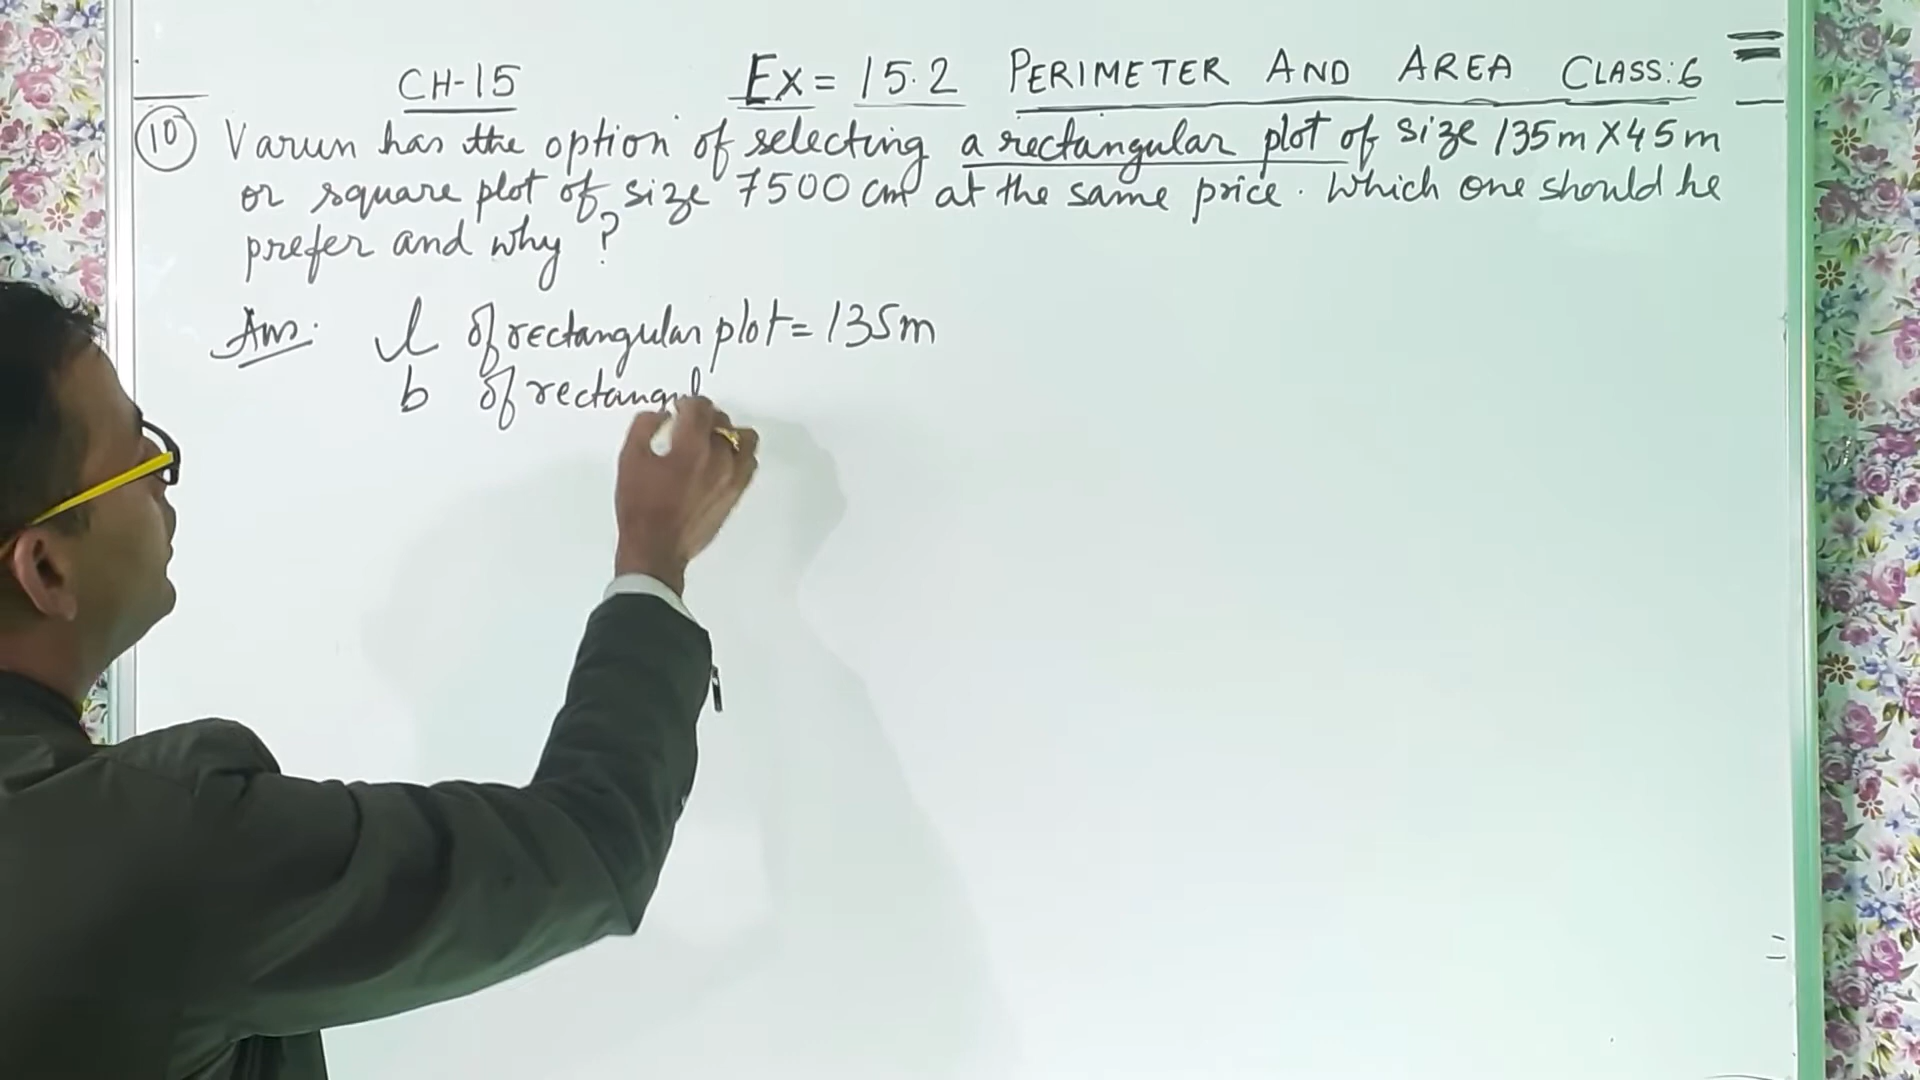 CH-15 Ex = 15.2 PERIMETER AND AREA CLASS: 6
10 Varun has the option of selecting a rectangular plot of size 135m X 45m
or square plot of size 7500 cm at the same price. Which one should he
prefer and why?
Ans: l of rectangular plot = 135m
b of rectangul